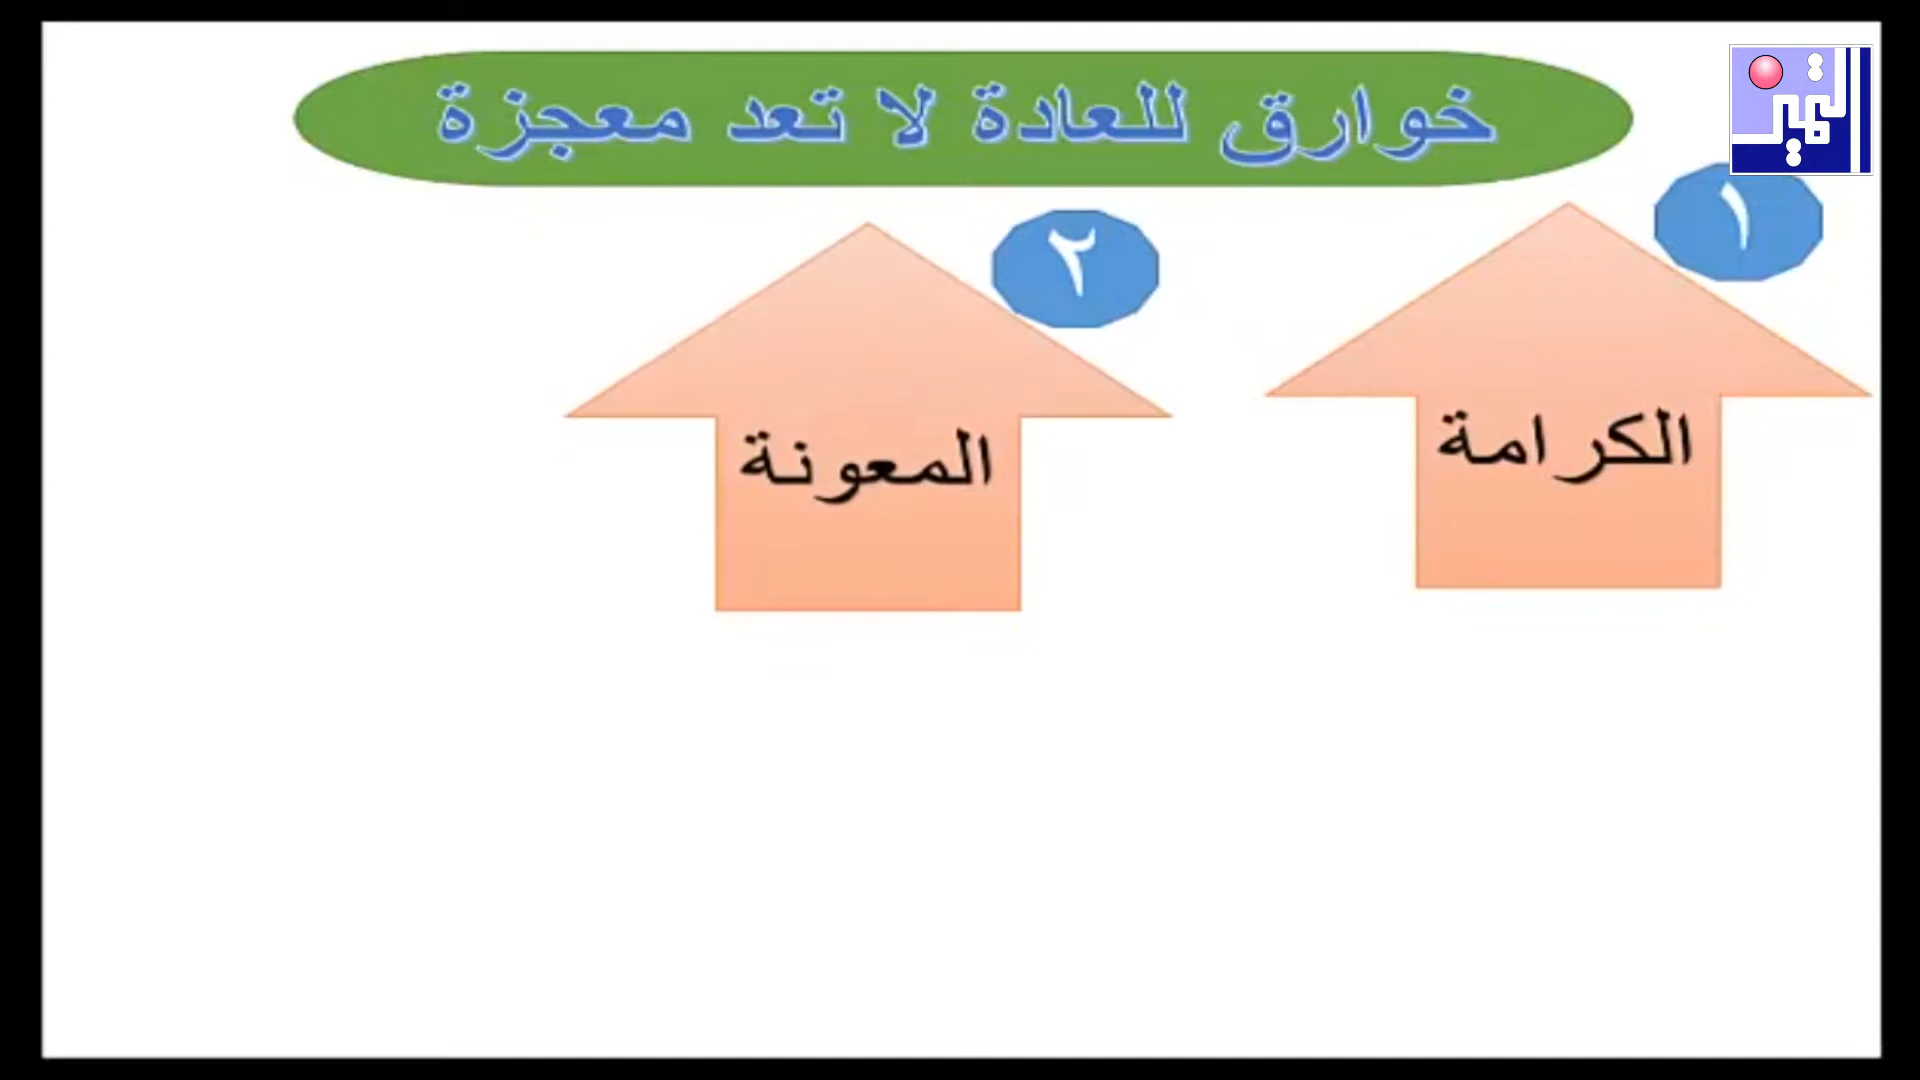 خوارق للعادة لا تعد معجزة
١
الكرامة
٢
المعونة